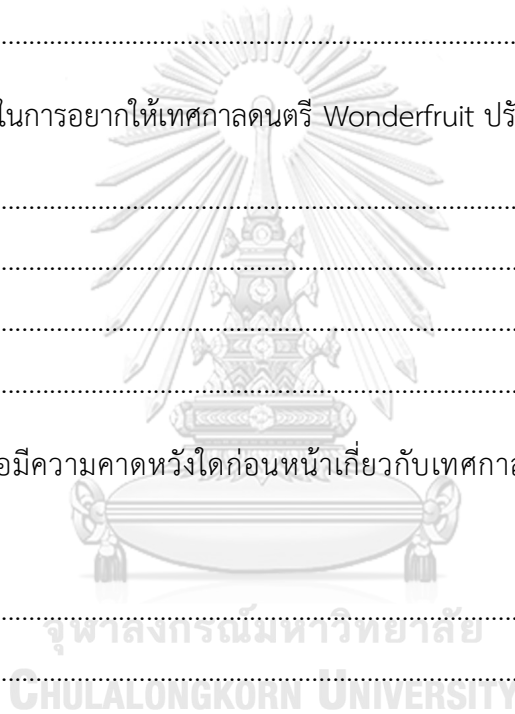 ........................................................................
ในการอยากให้เทศกาลดนตรี Wonderfruit ปรั
........................................................................
........................................................................
........................................................................
........................................................................
อมีความคาดหวังใดก่อนหน้าเกี่ยวกับเทศกาล
........................................................................
จุฬาลงกรณ์มหาวิทยาลัย
........................................................................
CHULALONGKORN UNIVERSITY